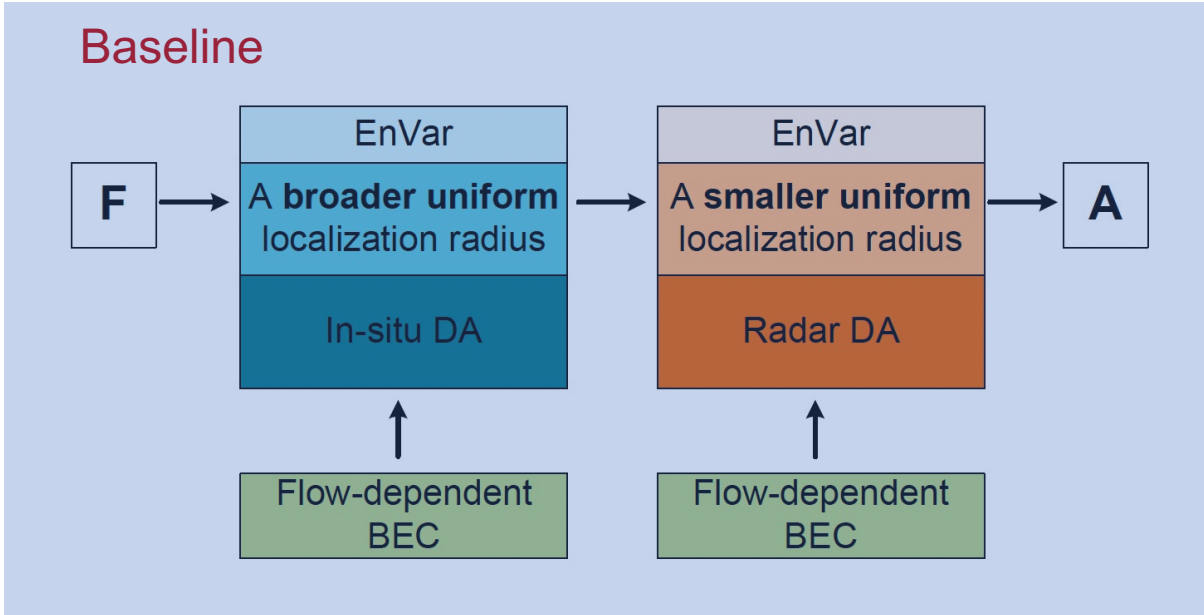 Baseline
F
EnVar
A broader uniform
localization radius
In-situ DA
Flow-dependent
BEC
EnVar
A smaller uniform
localization radius
Radar DA
Flow-dependent
BEC
A